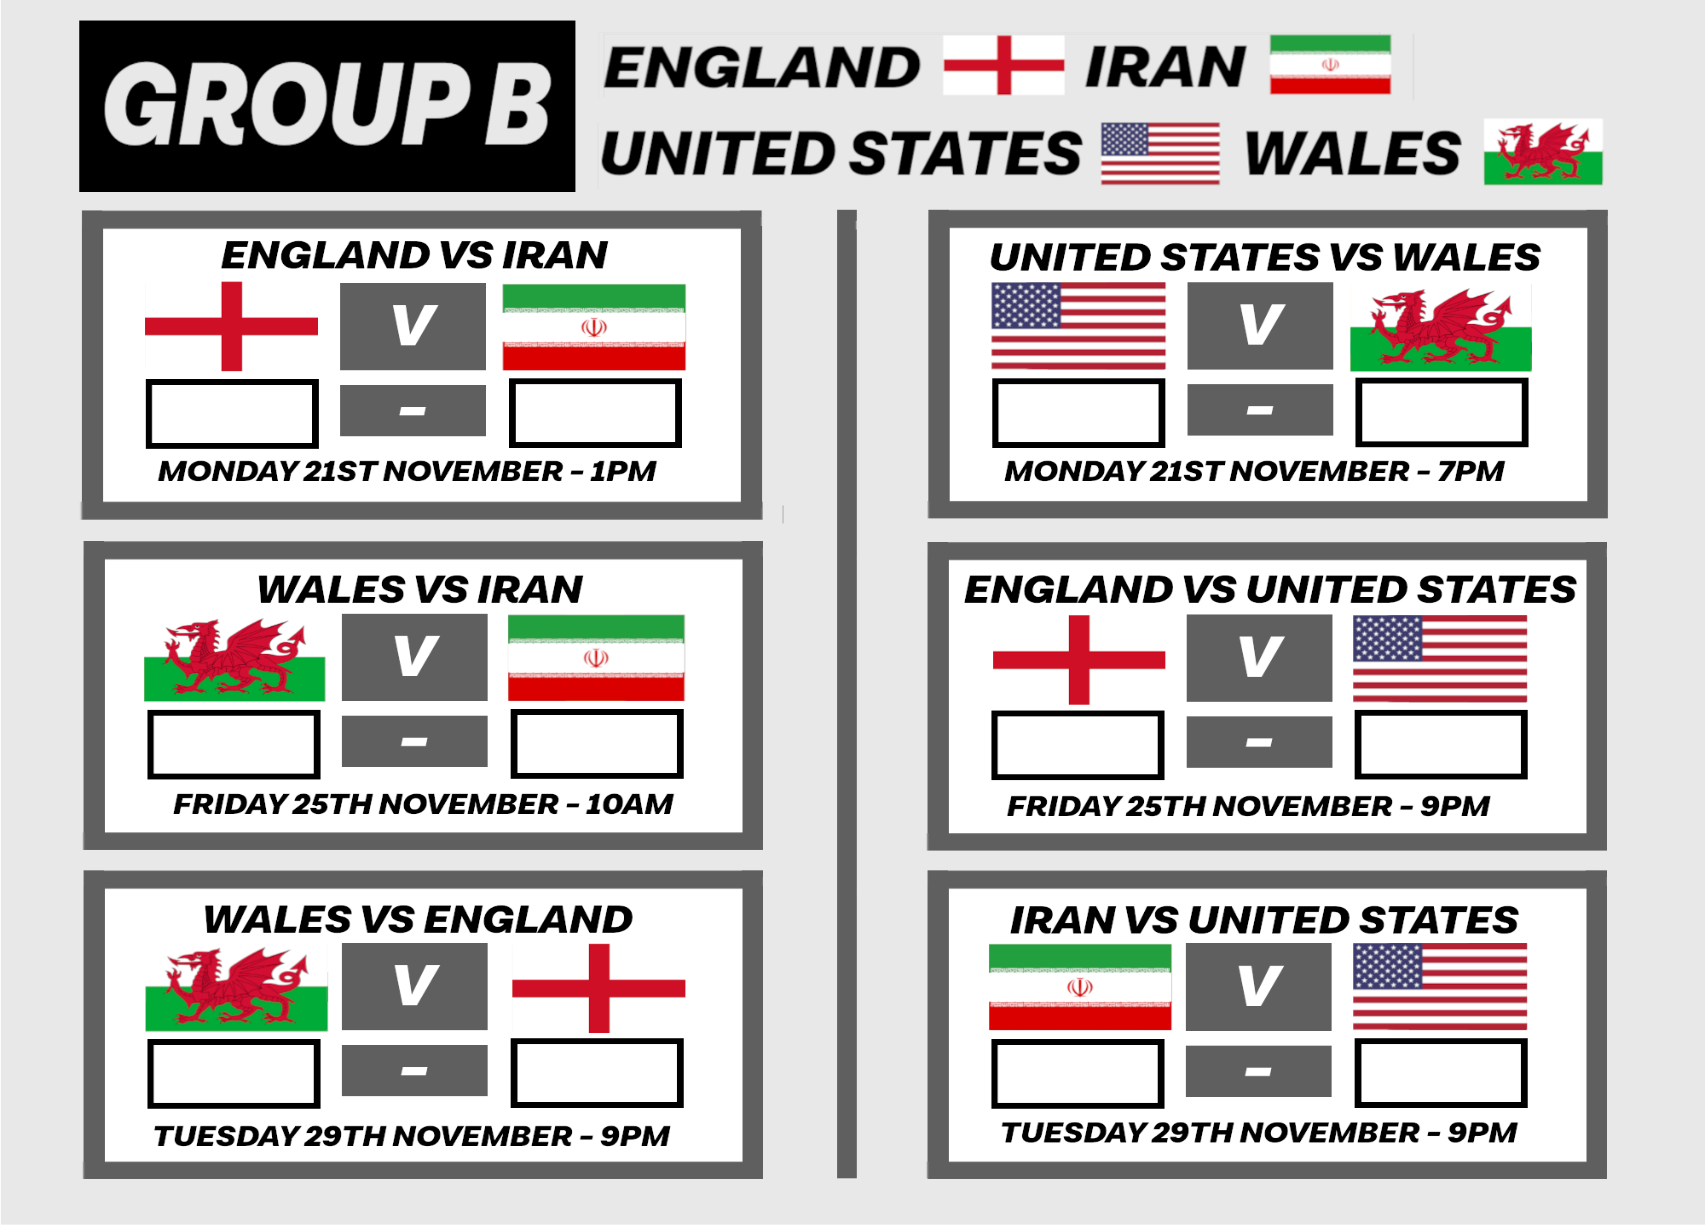 GROUP B
ENGLAND IRAN
UNITED STATES WALES
ENGLAND VS IRAN
V
-
MONDAY 21ST NOVEMBER - 1PM
UNITED STATES VS WALES
V
-
MONDAY 21ST NOVEMBER - 7PM
WALES VS IRAN
V
-
FRIDAY 25TH NOVEMBER - 10AM
ENGLAND VS UNITED STATES
V
-
FRIDAY 25TH NOVEMBER - 9PM
WALES VS ENGLAND
V
-
TUESDAY 29TH NOVEMBER - 9PM
IRAN VS UNITED STATES
V
-
TUESDAY 29TH NOVEMBER - 9PM